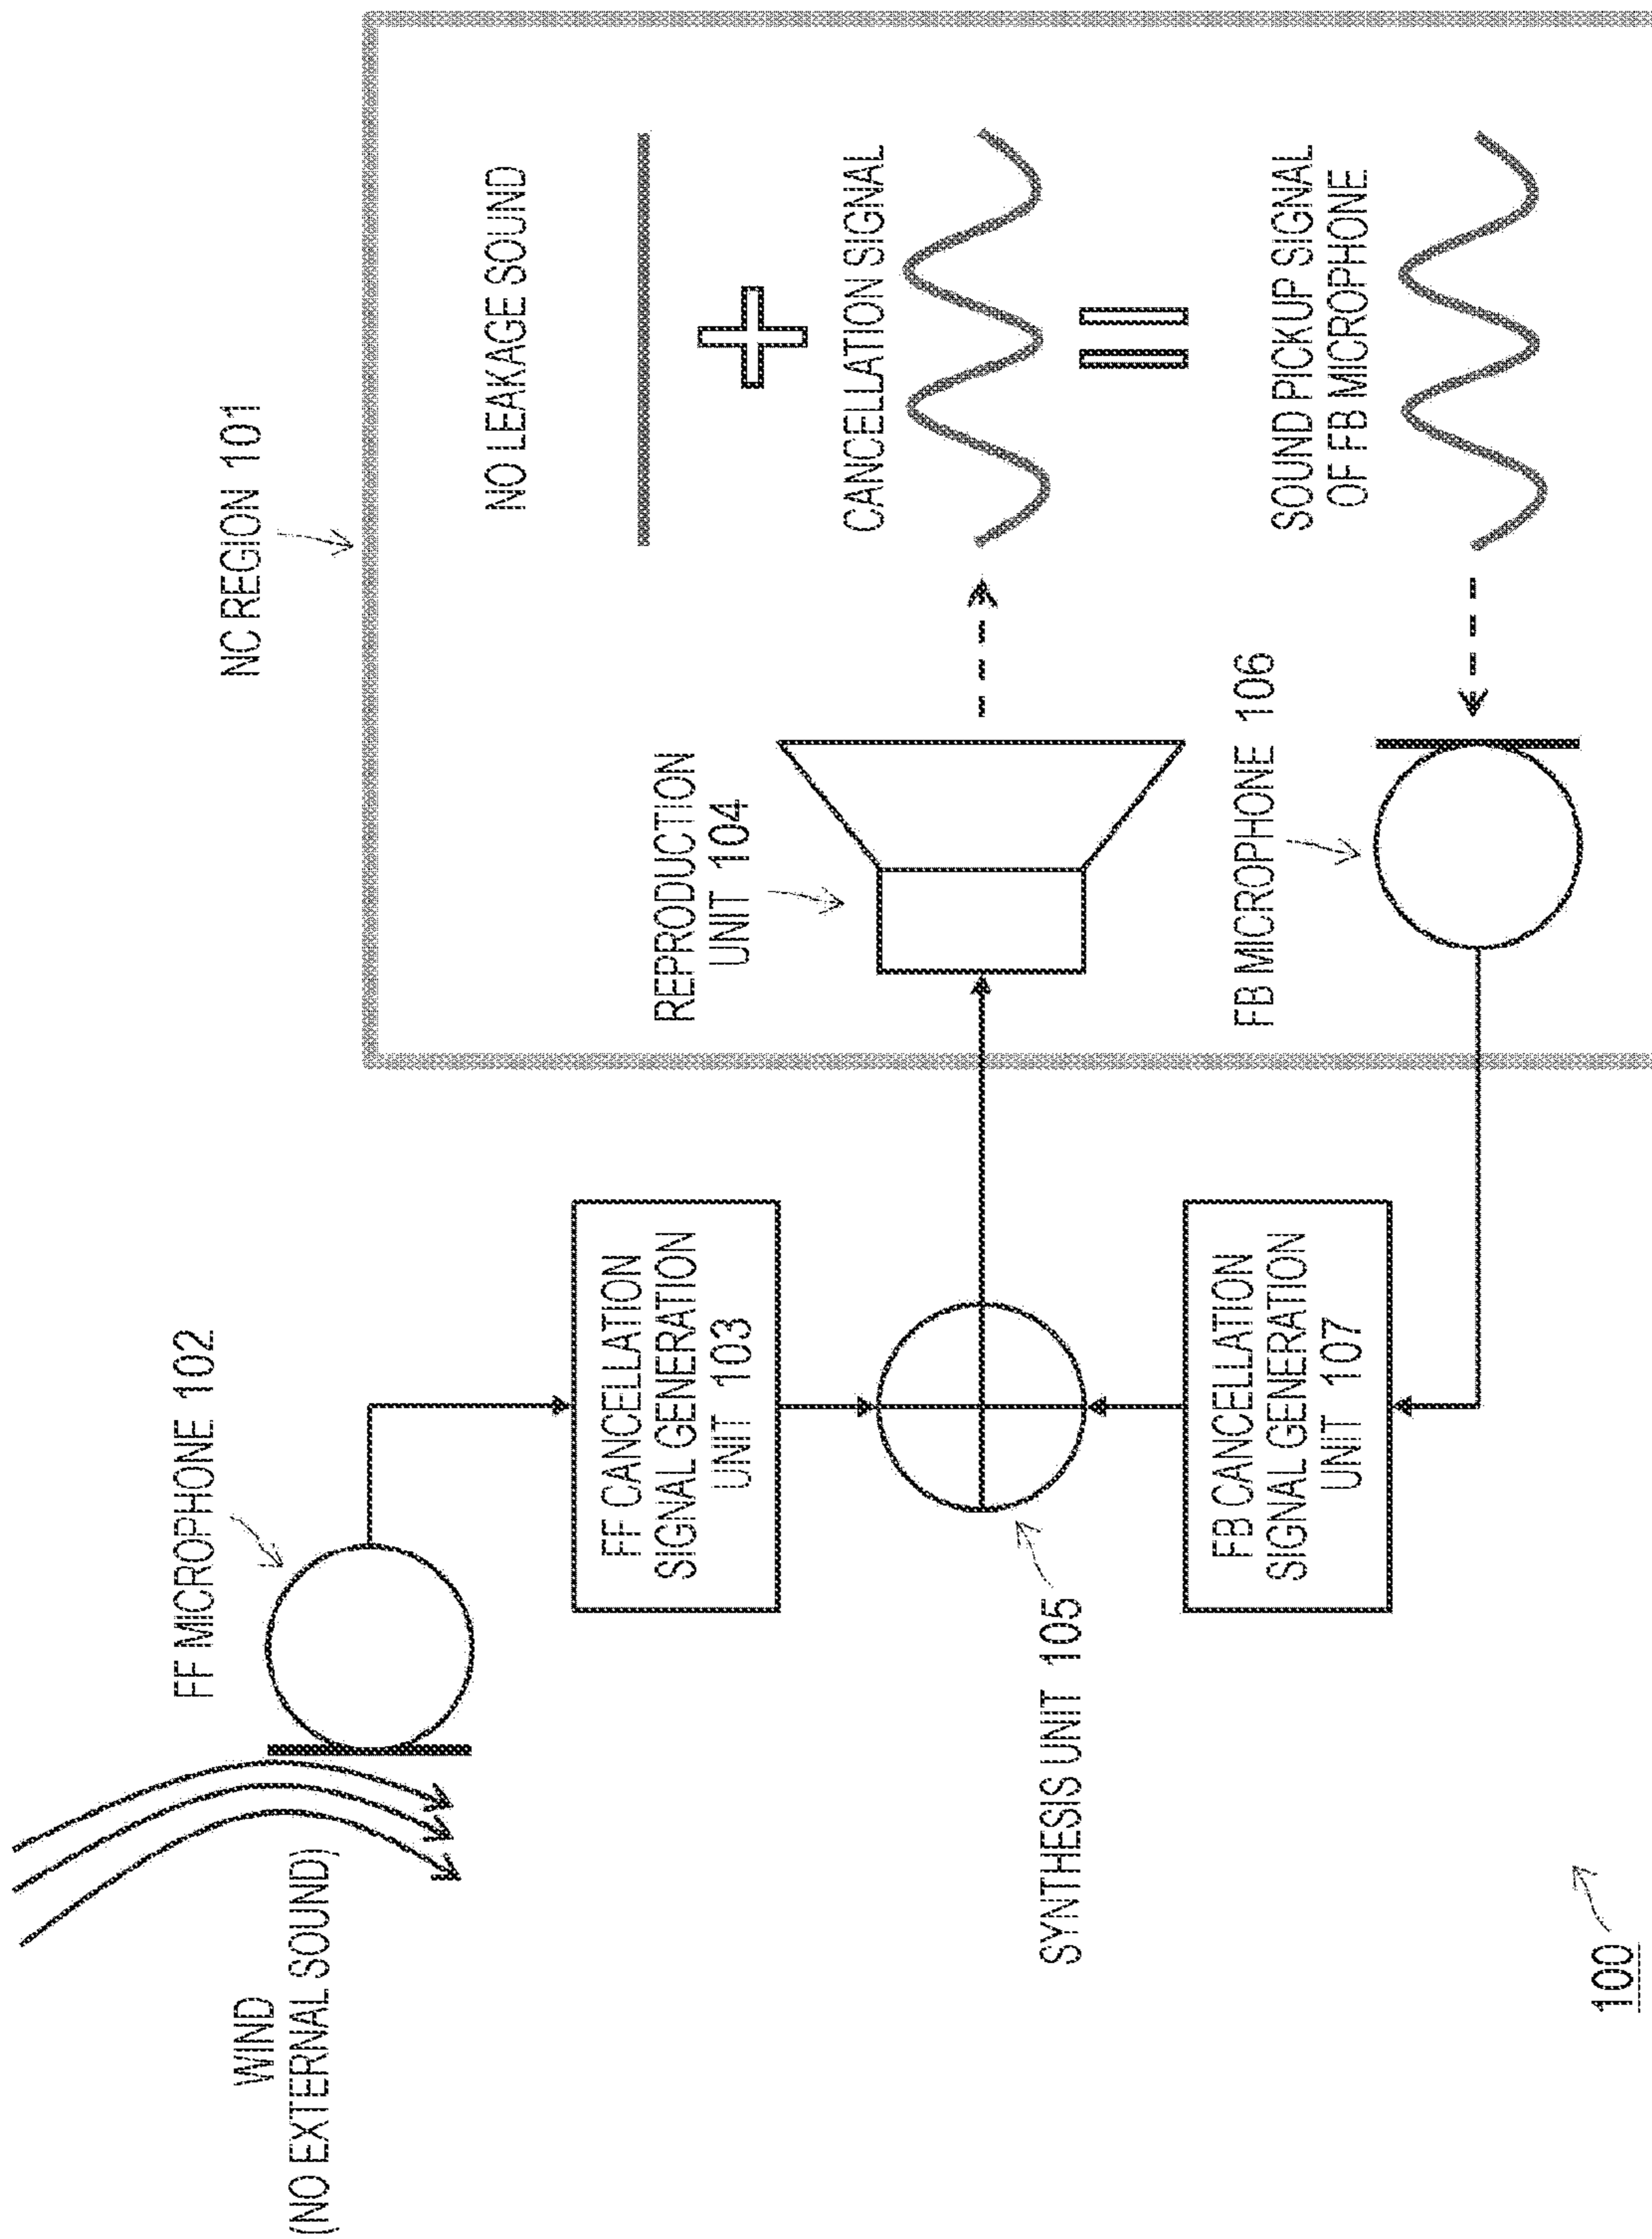 NC REGION 101
NO LEAKAGE SOUND
CANCELLATION SIGNAL
SOUND PICKUP SIGNAL
OF FB MICROPHONE
REPRODUCTION
UNIT 104
FB MICROPHONE 106
FF MICROPHONE 102
FF CANCELLATION
SIGNAL GENERATION
UNIT 103
FB CANCELLATION
SIGNAL GENERATION
UNIT 107
SYNTHESIS UNIT 105
WIND
(NO EXTERNAL SOUND)
100